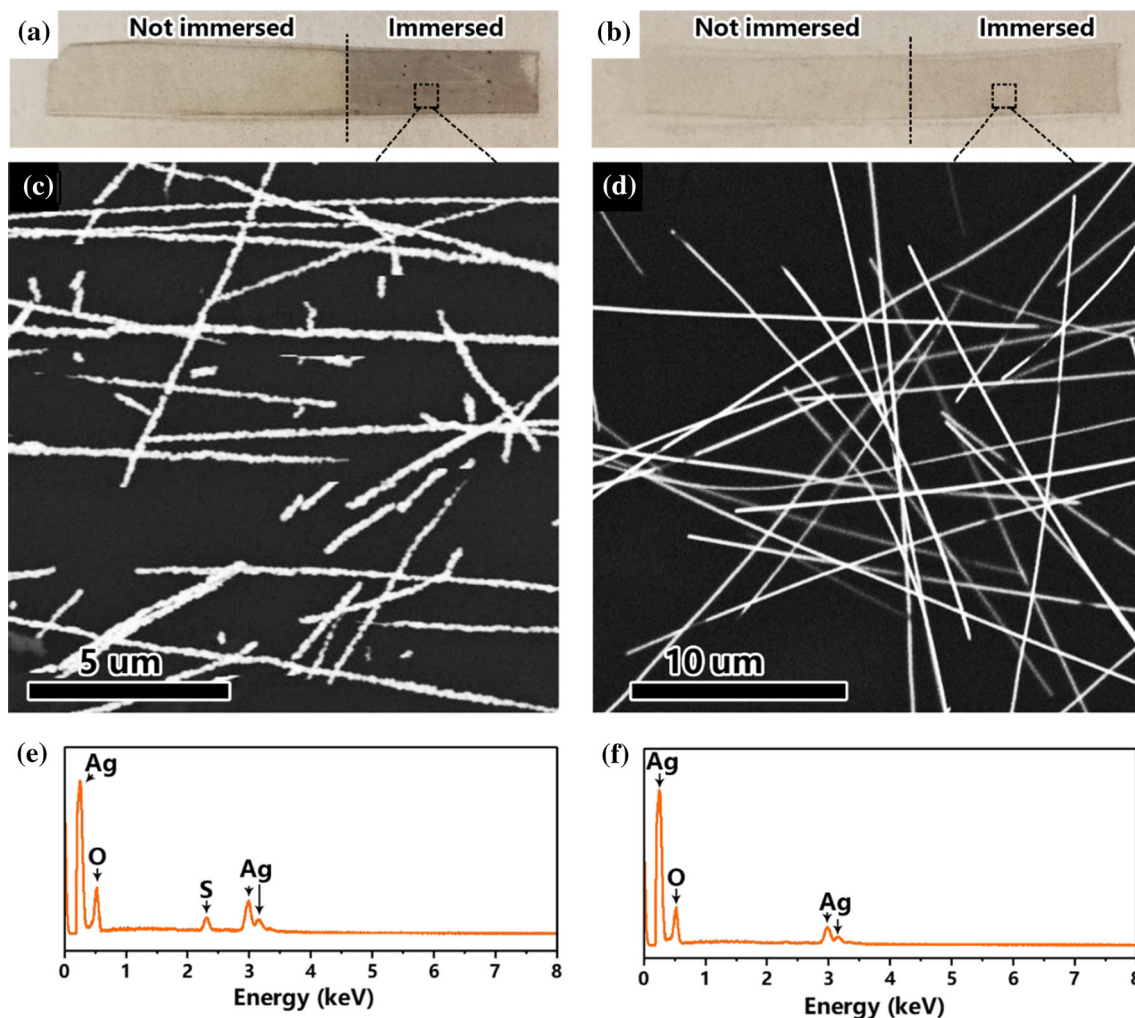 (a) Not immersed Immersed
(b) Not immersed Immersed
(c)
5 um
(d)
10 um
(e)
Ag
O
S
Ag
0 1 2 3 4 5 6 7 8
Energy (keV)
(f)
Ag
O
Ag
0 1 2 3 4 5 6 7 8
Energy (keV)